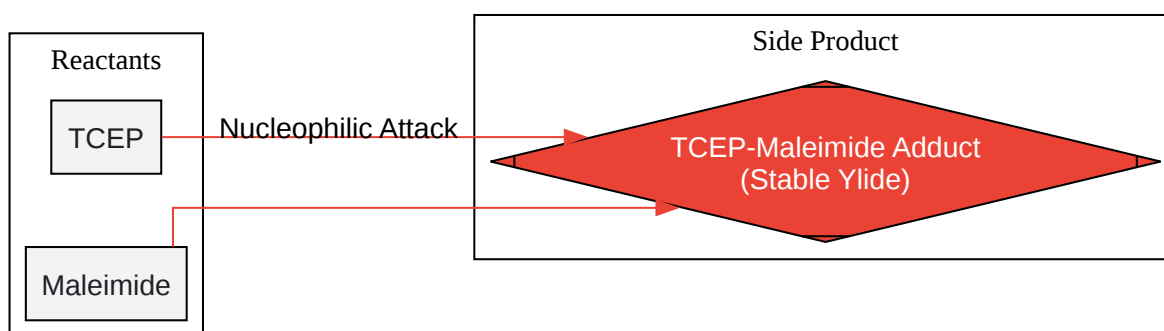 Reactants
TCEP
Maleimide
Nucleophilic Attack
Side Product
TCEP-Maleimide Adduct
(Stable Ylide)